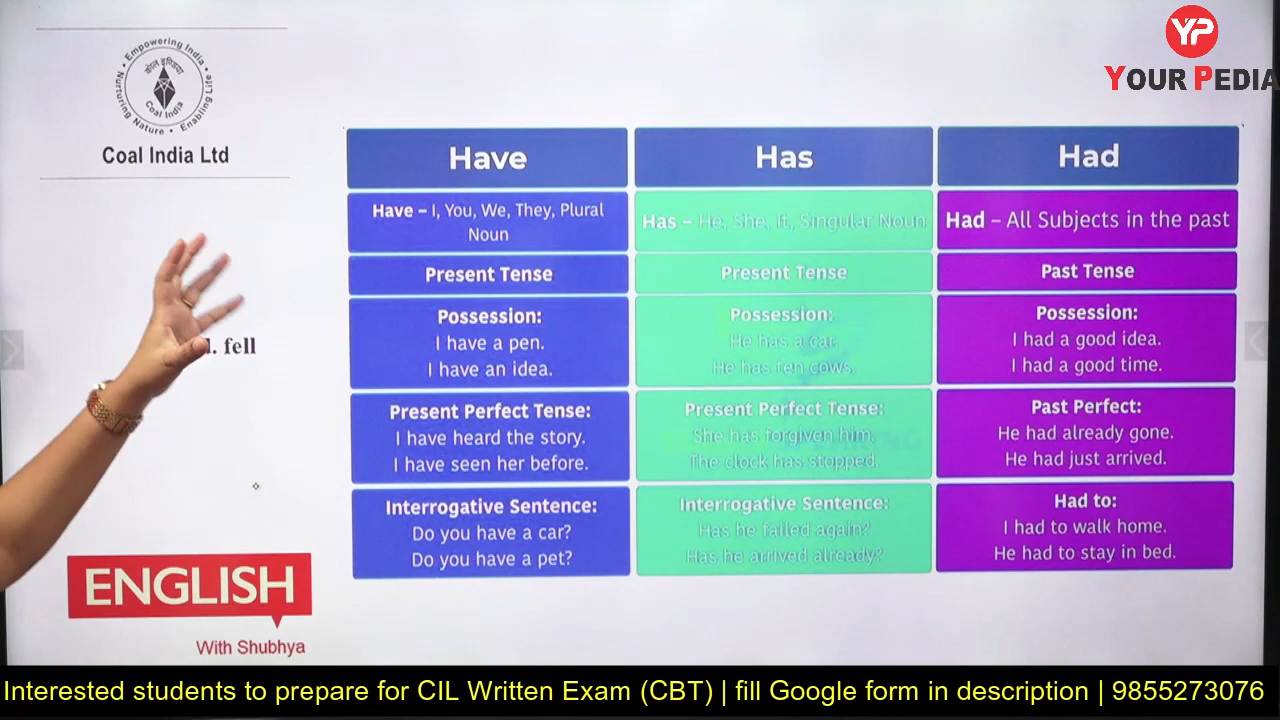 YP
YOUR PEDIA
Empowering India
Nurturing Nature
Enabling Life
कोल इण्डिया
Coal India
Coal India Ltd
d. fell
Have
Have – I, You, We, They, Plural
Noun
Present Tense
Possession:
I have a pen.
I have an idea.
Present Perfect Tense:
I have heard the story.
I have seen her before.
Interrogative Sentence:
Do you have a car?
Do you have a pet?
Has
Has – He, She, It, Singular Noun
Present Tense
Possession:
He has a car.
He has ten cows.
Present Perfect Tense:
She has forgiven him.
The clock has stopped.
Interrogative Sentence:
Has he failed again?
Has he arrived already?
Had
Had – All Subjects in the past
Past Tense
Possession:
I had a good idea.
I had a good time.
Past Perfect:
He had already gone.
He had just arrived.
Had to:
I had to walk home.
He had to stay in bed.
ENGLISH
With Shubhya
Interested students to prepare for CIL Written Exam (CBT) | fill Google form in description | 9855273076